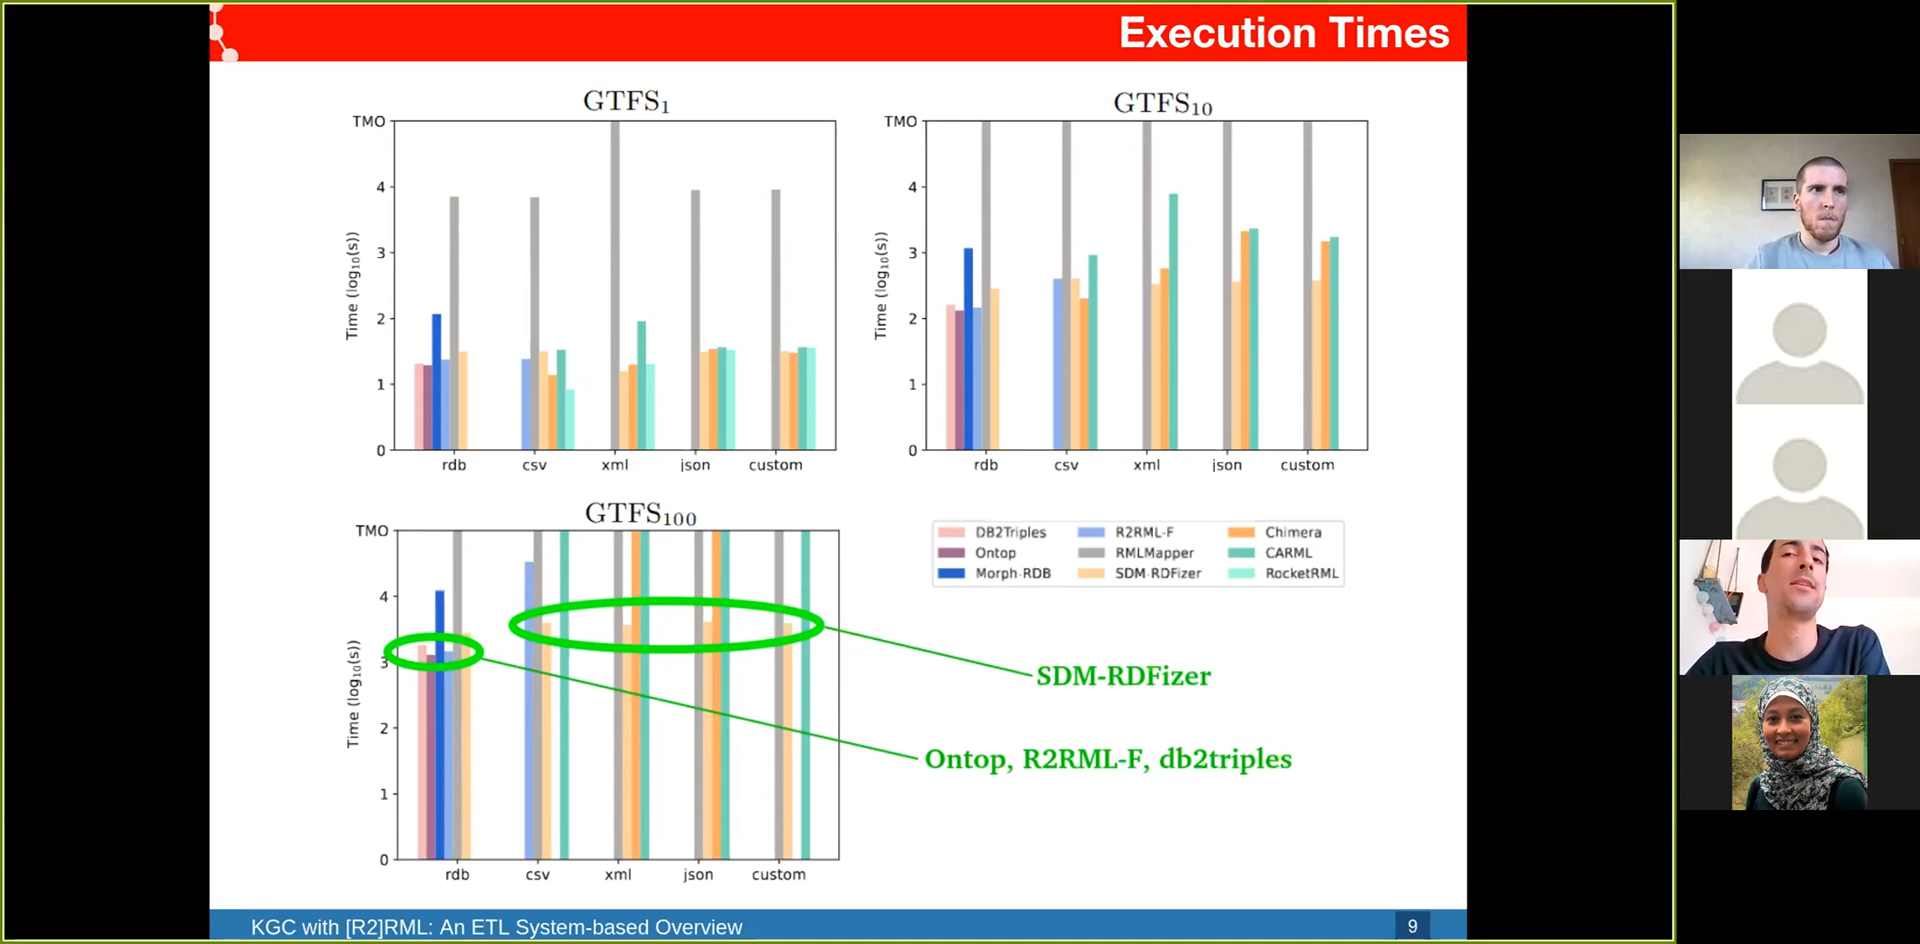 Execution Times
GTFS1
TMO
4
3
2
1
0
Time (log10(s))
rdb csv xml json custom
GTFS10
TMO
4
3
2
1
0
Time (log10(s))
rdb csv xml json custom
GTFS100
TMO
4
3
2
1
0
Time (log10(s))
rdb csv xml json custom
DB2Triples R2RML-F Chimera
Ontop RMLMapper CARML
Morph-RDB SDM-RDFizer RocketRML
SDM-RDFizer
Ontop, R2RML-F, db2triples
KGC with [R2]RML: An ETL System-based Overview
9